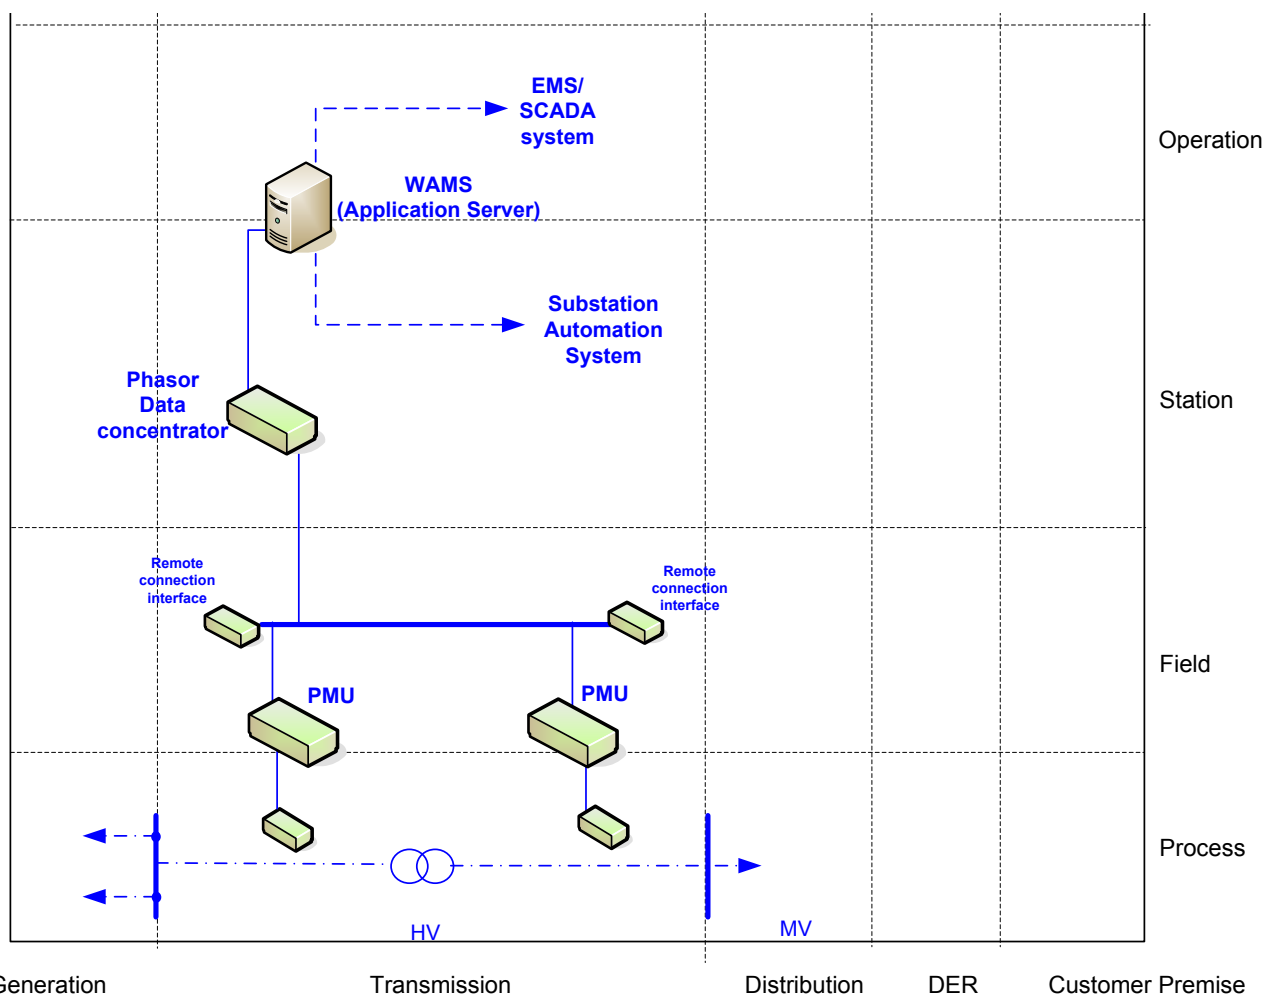 EMS/
SCADA
system
Operation
WAMS
(Application Server)
Substation
Automation
System
Phasor
Data
concentrator
Station
Remote
connection
interface
Remote
connection
interface
Field
PMU
PMU
Process
HV
MV
Generation
Transmission
Distribution
DER
Customer Premise